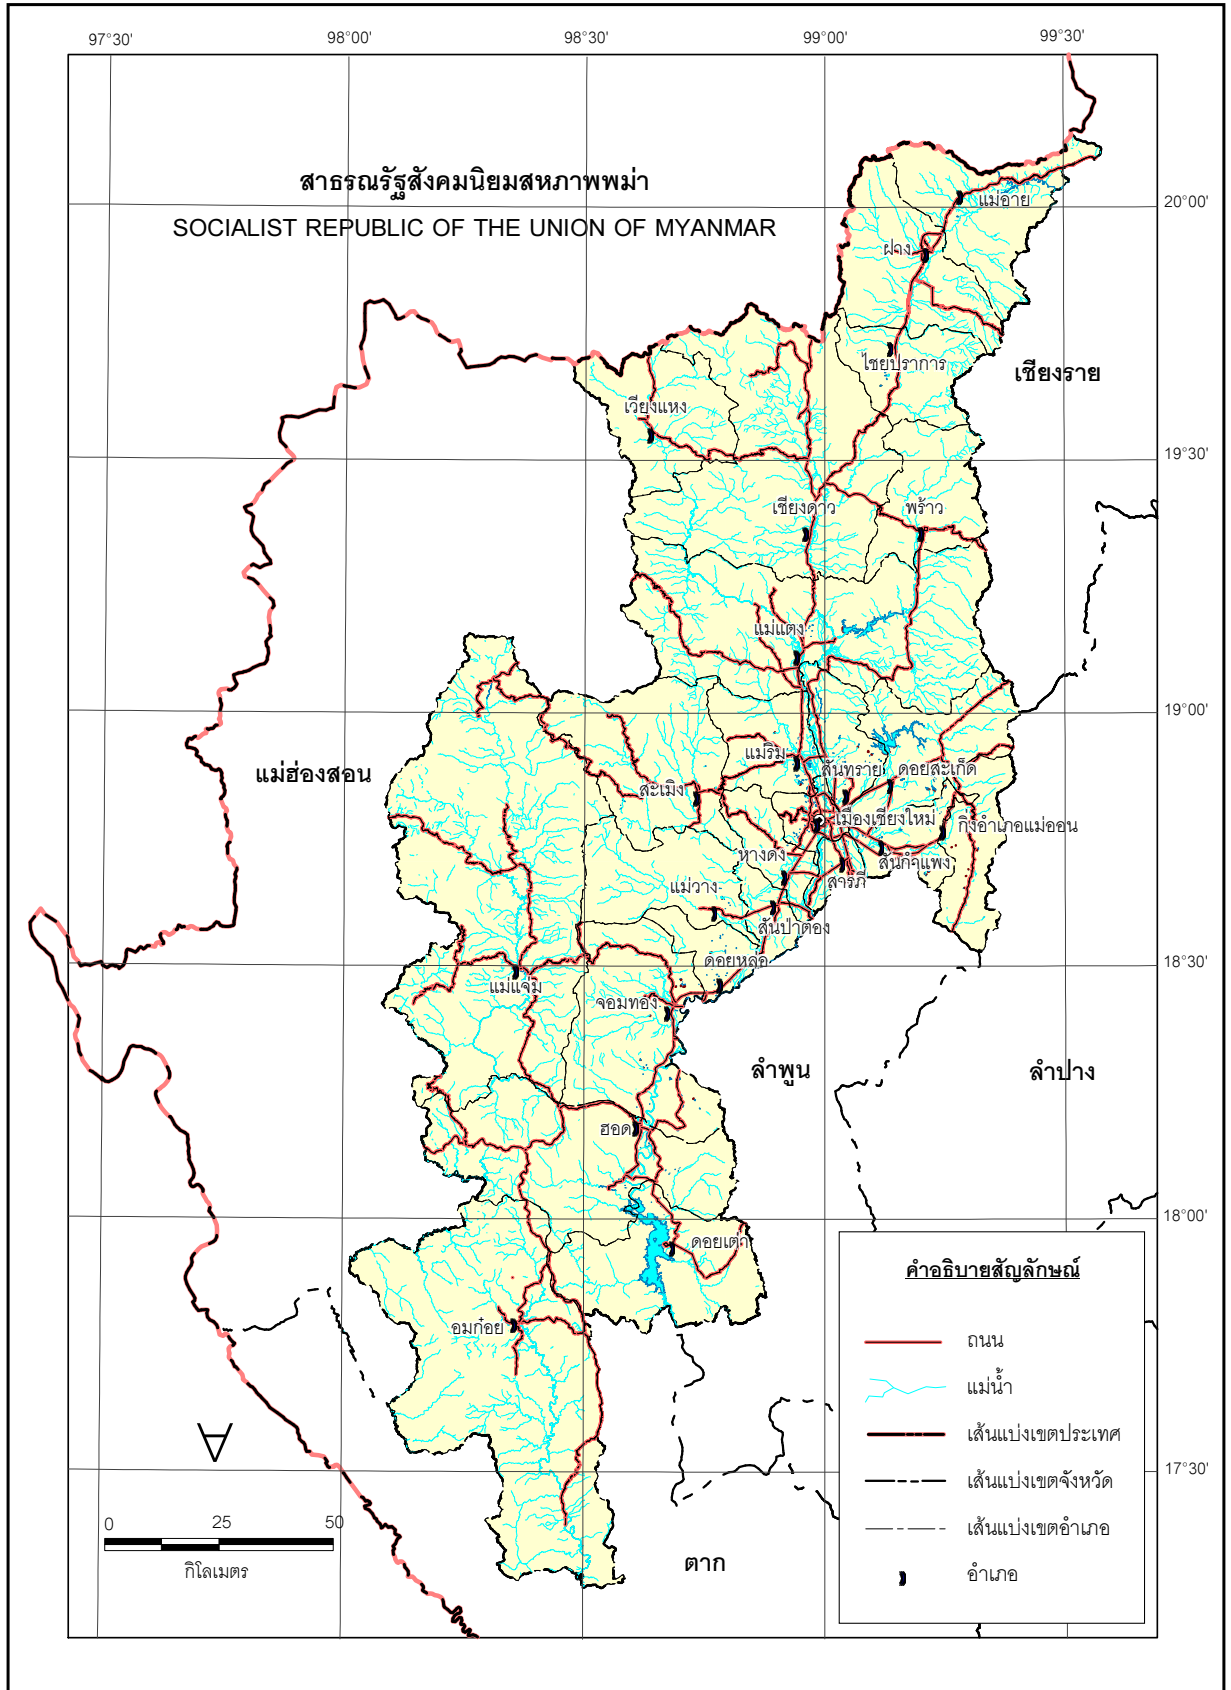 97°30' 98°00' 98°30' 99°00' 99°30'
สาธรณรัฐสังคมนิยมสหภาพพม่า
SOCIALIST REPUBLIC OF THE UNION OF MYANMAR
แม่อาย
20°00'
ฝาง
ไชยปราการ
เชียงราย
เวียงแหง
19°30'
เชียงดาว
พร้าว
แม่แตง
19°00'
แม่ริม
สันทราย
ดอยสะเก็ด
แม่ฮ่องสอน
สะเมิง
เมืองเชียงใหม่
กิ่งอำเภอแม่ออน
หางดง
สันกำแพง
สารภี
แม่วาง
สันป่าตอง
ดอยหล่อ
18°30'
แม่แจ่ม
จอมทอง
ลำพูน
ลำปาง
ฮอด
18°00'
ดอยเต่า
อมก๋อย
คำอธิบายสัญลักษณ์
ถนน
แม่น้ำ
เส้นแบ่งเขตประเทศ
เส้นแบ่งเขตจังหวัด
เส้นแบ่งเขตอำเภอ
อำเภอ
17°30'
0 25 50
กิโลเมตร
ตาก